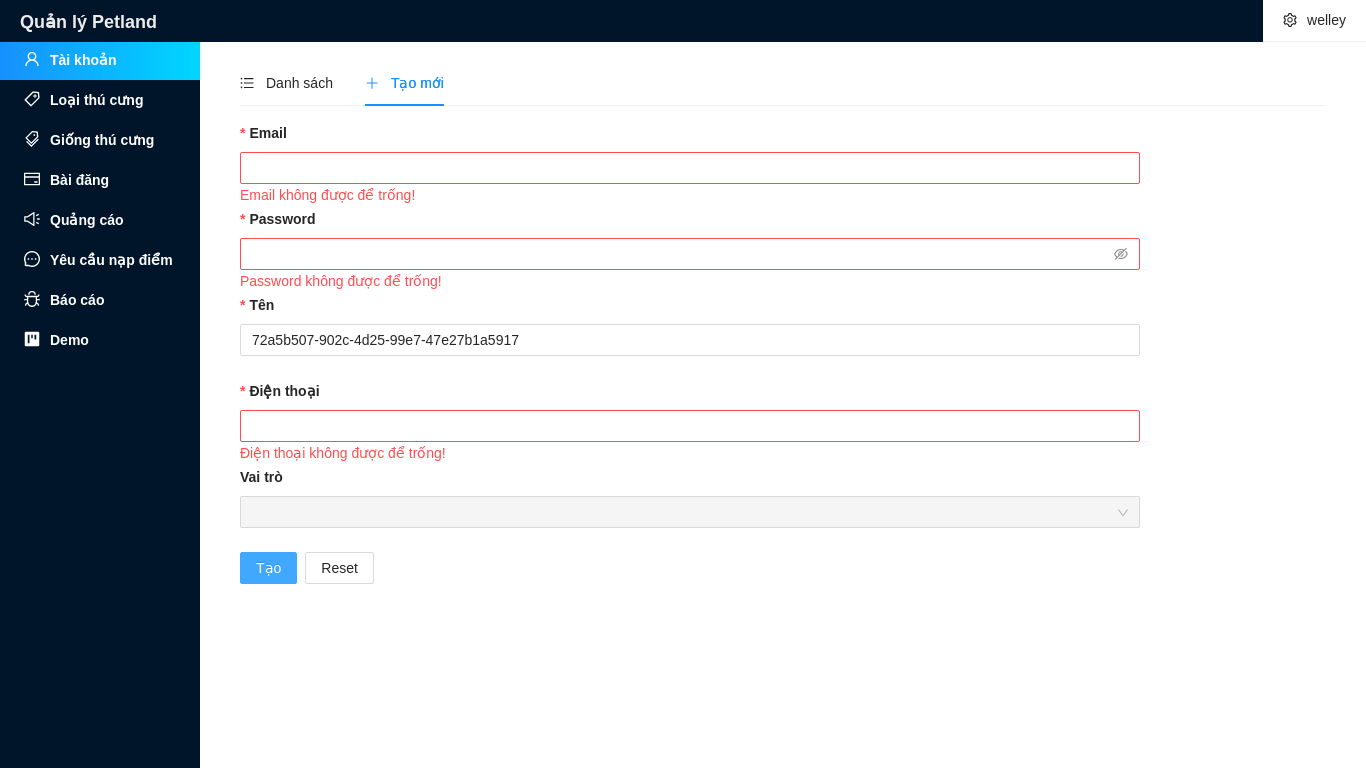 Quản lý Petland
welley
Tài khoản
Loại thú cưng
Giống thú cưng
Bài đăng
Quảng cáo
Yêu cầu nạp điểm
Báo cáo
Demo
Danh sách
Tạo mới
* Email
Email không được để trống!
* Password
Password không được để trống!
* Tên
72a5b507-902c-4d25-99e7-47e27b1a5917
* Điện thoại
Điện thoại không được để trống!
Vai trò
Tạo
Reset